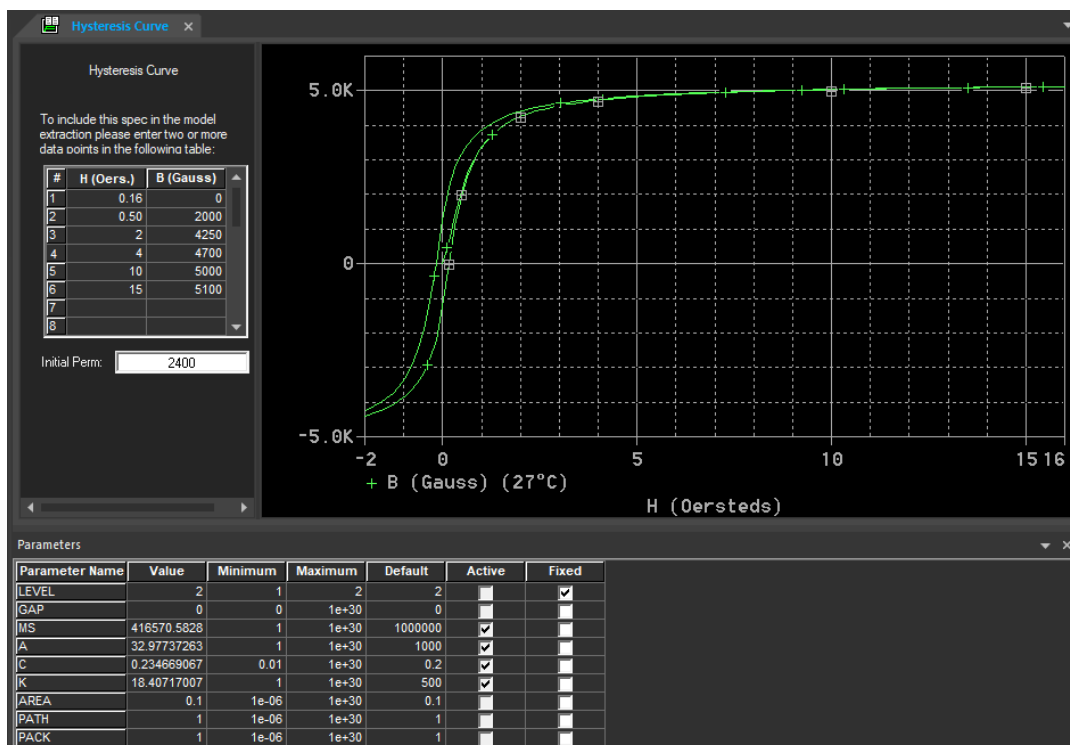 Hysteresis Curve ×
Hysteresis Curve
To include this spec in the model
extraction please enter two or more
data points in the following table:
# H (Oers.) B (Gauss)
1 0.16 0
2 0.50 2000
3 2 4250
4 4 4700
5 10 5000
6 15 5100
7
8
Initial Perm: 2400
5.0K
0
-5.0K
-2 0 5 10 15 16
+ B (Gauss) (27°C)
H (Oersteds)
Parameters ×
Parameter Name Value Minimum Maximum Default Active Fixed
LEVEL 2 1 2 2
GAP 0 0 1e+30 0
MS 416570.5828 1 1e+30 1000000
A 32.97737263 1 1e+30 1000
C 0.234669067 0.01 1e+30 0.2
K 18.40717007 1 1e+30 500
AREA 0.1 1e-06 1e+30 0.1
PATH 1 1e-06 1e+30 1
PACK 1 1e-06 1e+30 1